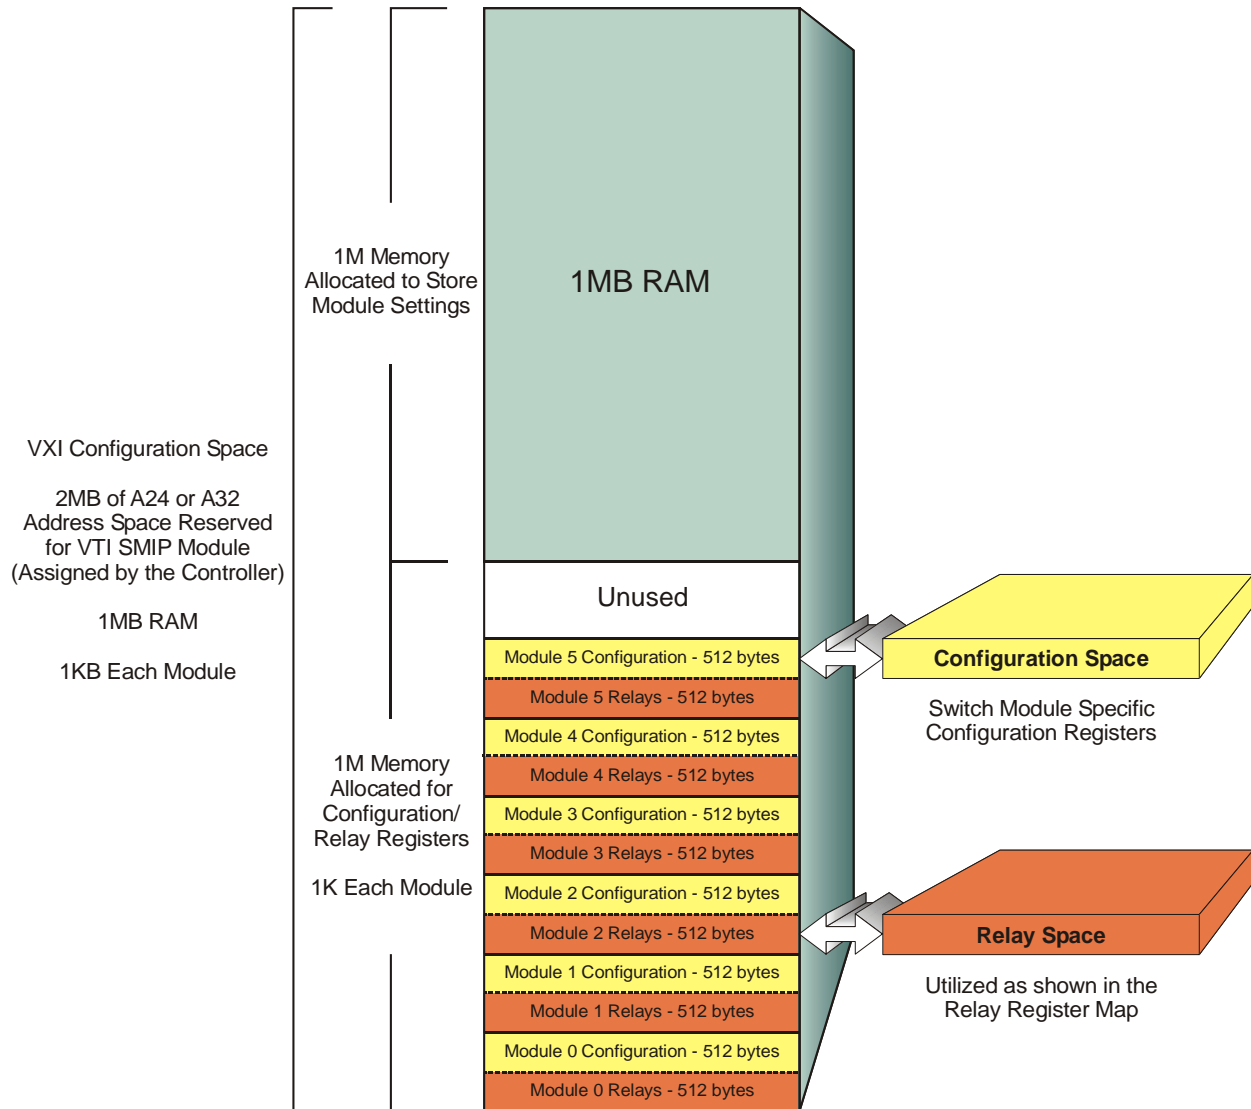 VXI Configuration Space
2MB of A24 or A32
Address Space Reserved
for VTI SMIP Module
(Assigned by the Controller)
1MB RAM
1KB Each Module
1M Memory
Allocated to Store
Module Settings
1M Memory
Allocated for
Configuration/
Relay Registers
1K Each Module
1MB RAM
Unused
Module 5 Configuration - 512 bytes
Module 5 Relays - 512 bytes
Module 4 Configuration - 512 bytes
Module 4 Relays - 512 bytes
Module 3 Configuration - 512 bytes
Module 3 Relays - 512 bytes
Module 2 Configuration - 512 bytes
Module 2 Relays - 512 bytes
Module 1 Configuration - 512 bytes
Module 1 Relays - 512 bytes
Module 0 Configuration - 512 bytes
Module 0 Relays - 512 bytes
Configuration Space
Switch Module Specific
Configuration Registers
Relay Space
Utilized as shown in the
Relay Register Map